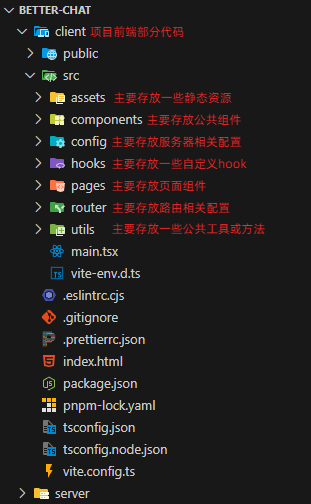 BETTER-CHAT
client 项目前端部分代码
public
src
assets 主要存放一些静态资源
components 主要存放公共组件
config 主要存放服务器相关配置
hooks 主要存放一些自定义hook
pages 主要存放页面组件
router 主要存放路由相关配置
utils 主要存放一些公共工具或方法
main.tsx
vite-env.d.ts
.eslintrc.cjs
.gitignore
.prettierrc.json
index.html
package.json
pnpm-lock.yaml
tsconfig.json
tsconfig.node.json
vite.config.ts
server